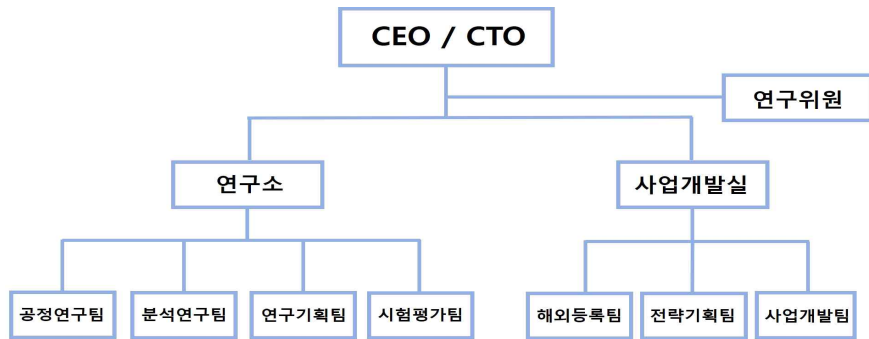 CEO / CTO
연구위원
연구소
사업개발실
공정연구팀
분석연구팀
연구기획팀
시험평가팀
해외등록팀
전략기획팀
사업개발팀